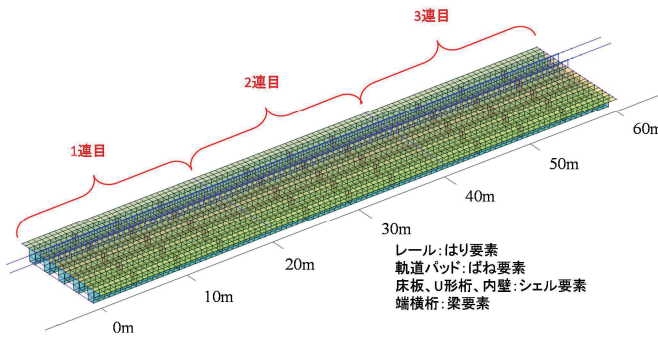 3連目
2連目
1連目
60m
50m
40m
30m
20m
10m
0m
レール:はり要素
軌道パッド:ばね要素
床板、U形桁、内壁:シェル要素
端横桁:梁要素